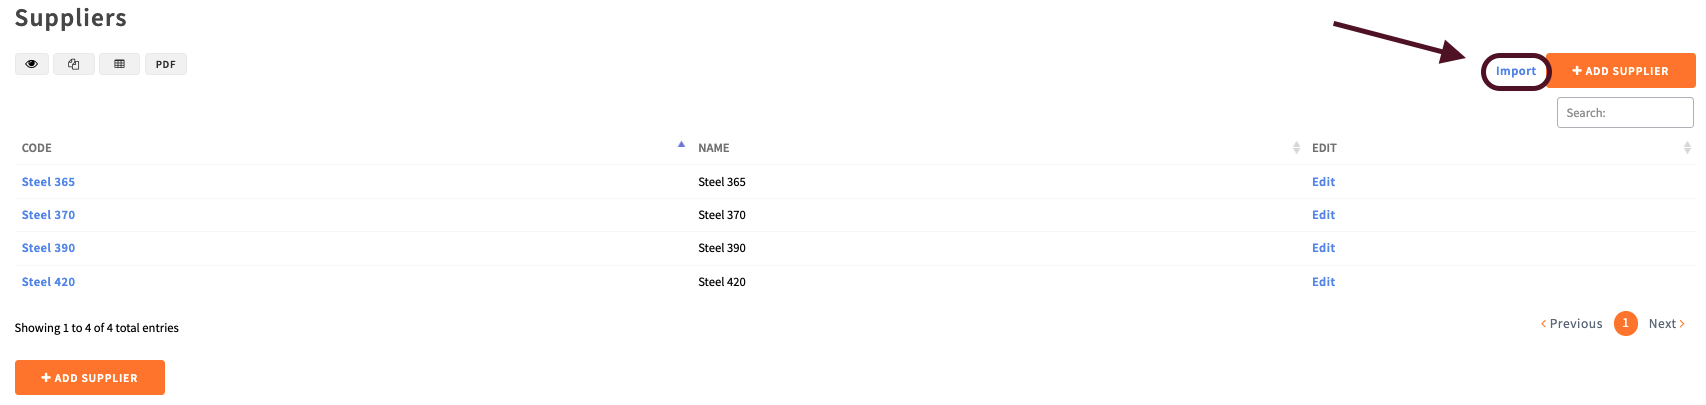 Suppliers
PDF
Import + ADD SUPPLIER
Search:
CODE NAME EDIT
Steel 365 Steel 365 Edit
Steel 370 Steel 370 Edit
Steel 390 Steel 390 Edit
Steel 420 Steel 420 Edit
Showing 1 to 4 of 4 total entries
‹ Previous 1 Next ›
+ ADD SUPPLIER